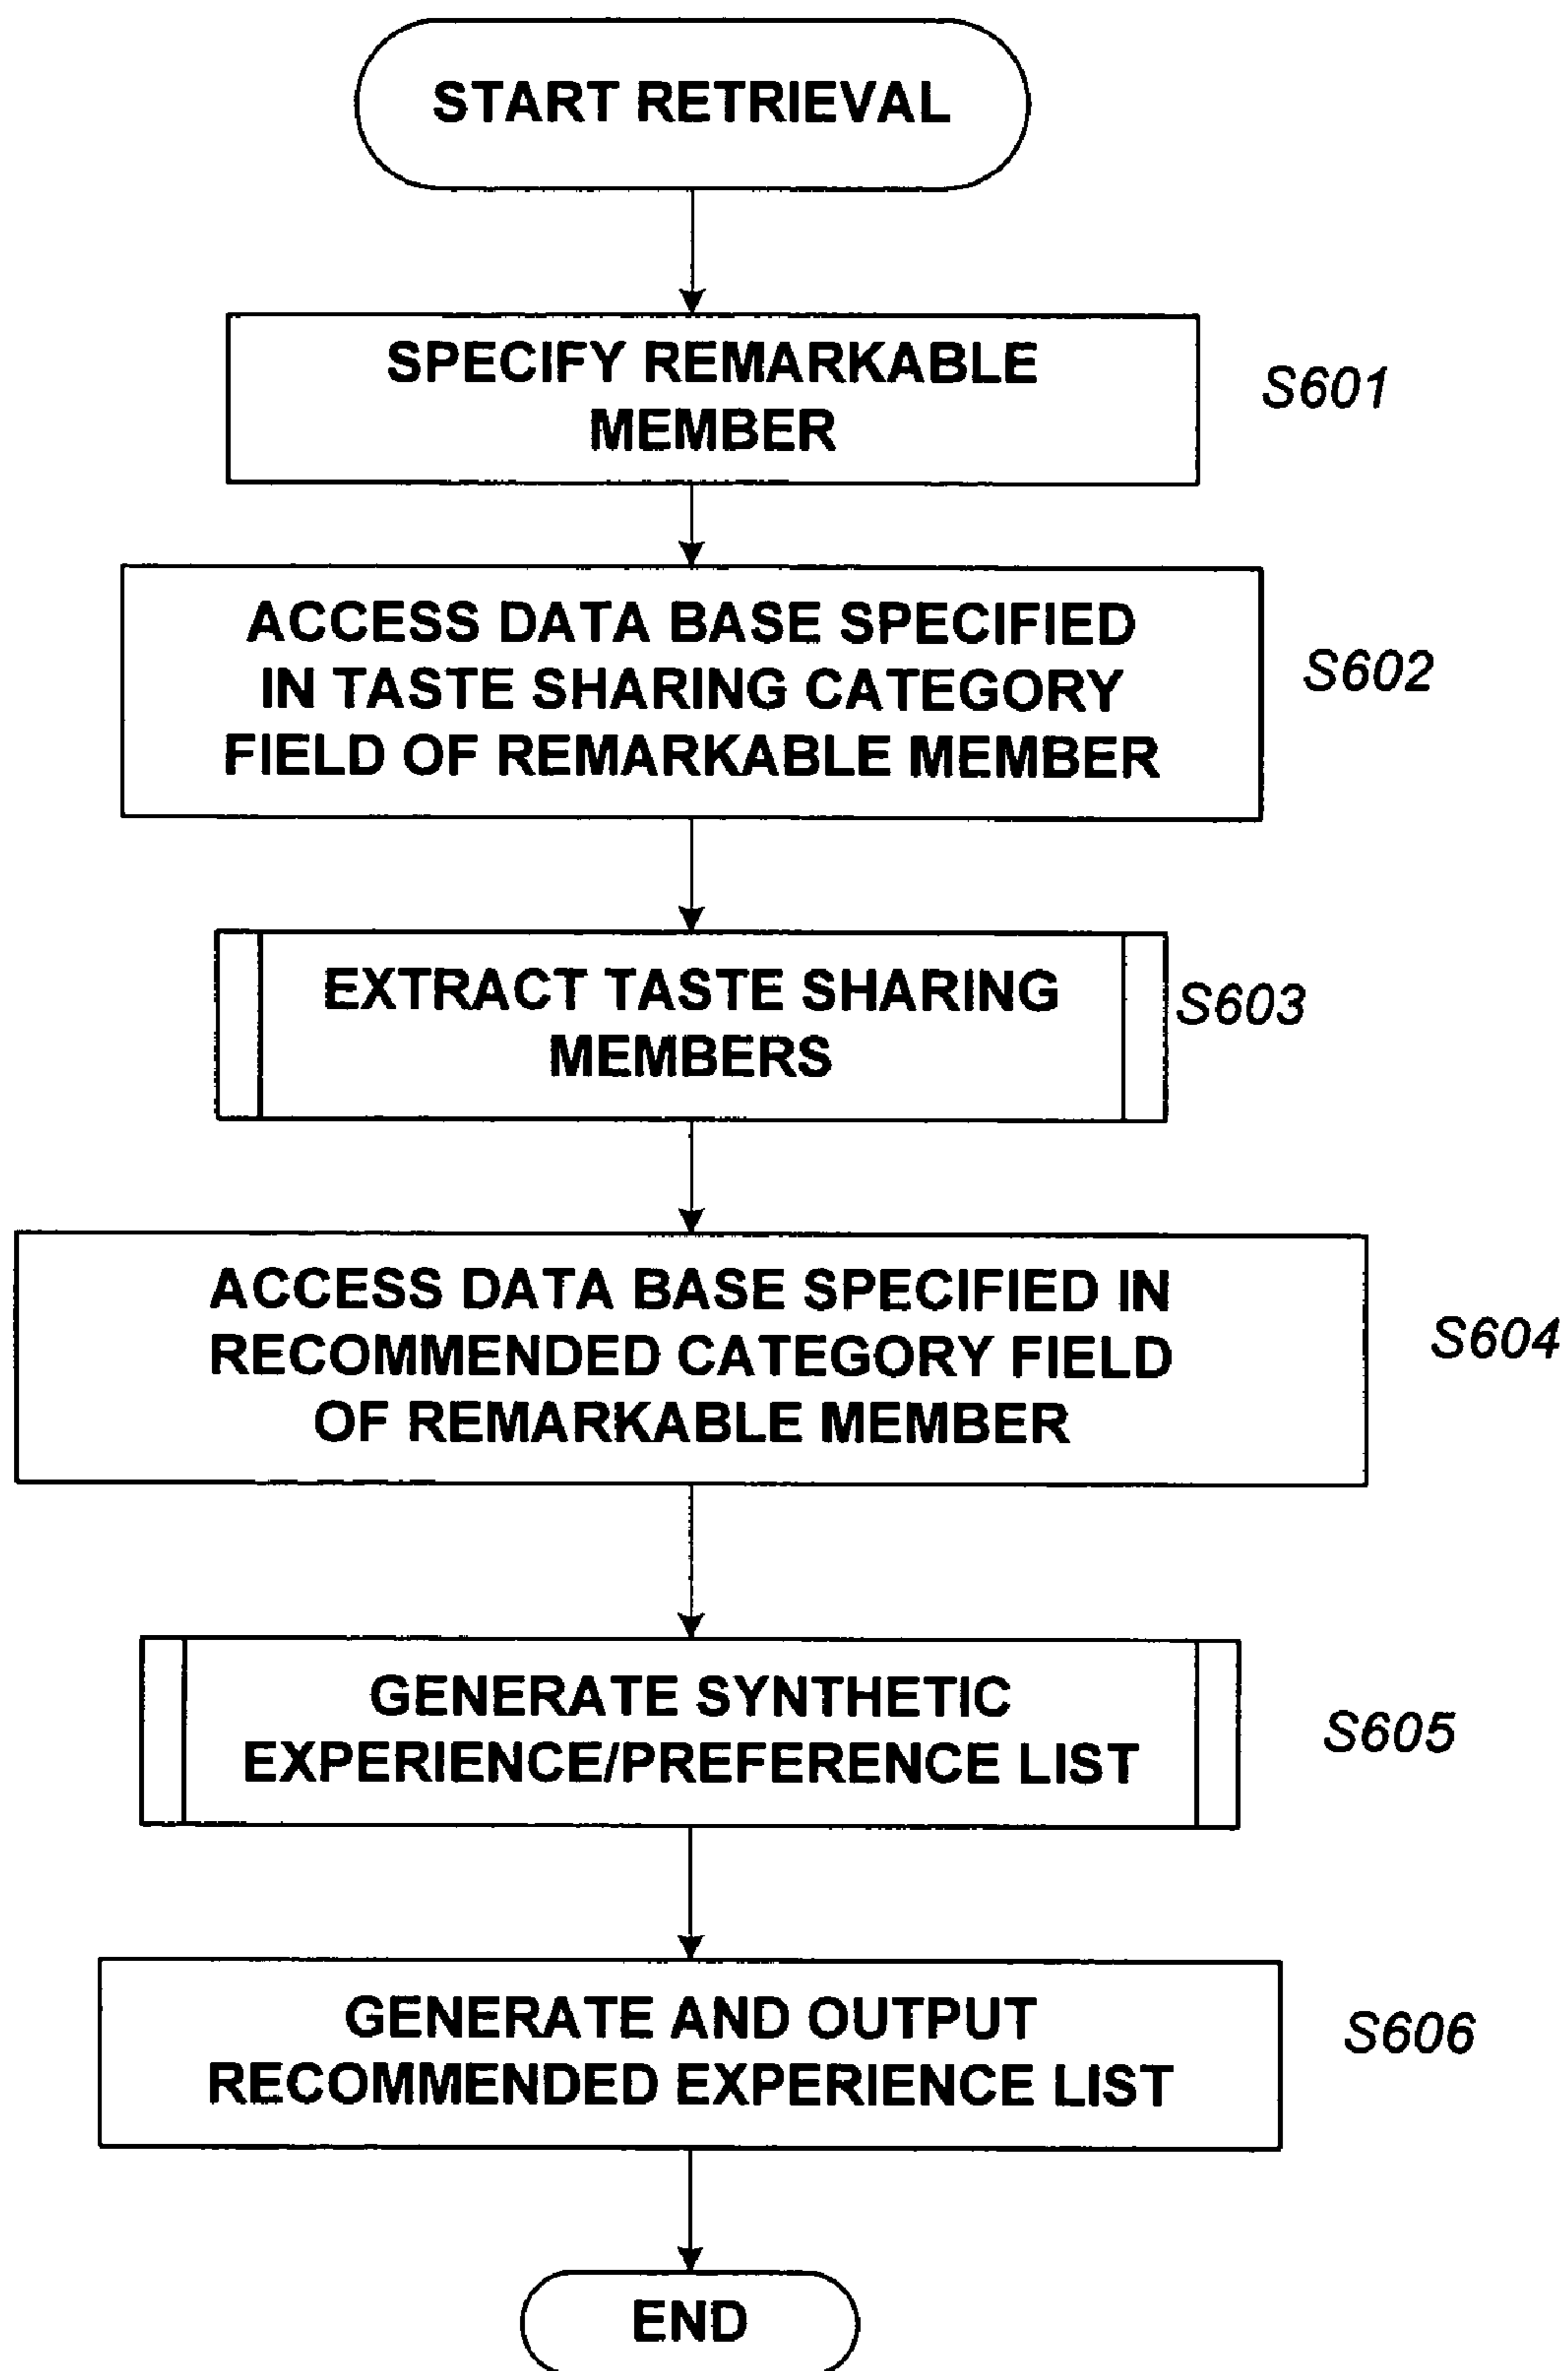 START RETRIEVAL
SPECIFY REMARKABLE
MEMBER
S601
ACCESS DATA BASE SPECIFIED
IN TASTE SHARING CATEGORY
FIELD OF REMARKABLE MEMBER
S602
EXTRACT TASTE SHARING
MEMBERS
S603
ACCESS DATA BASE SPECIFIED IN
RECOMMENDED CATEGORY FIELD
OF REMARKABLE MEMBER
S604
GENERATE SYNTHETIC
EXPERIENCE/PREFERENCE LIST
S605
GENERATE AND OUTPUT
RECOMMENDED EXPERIENCE LIST
S606
END